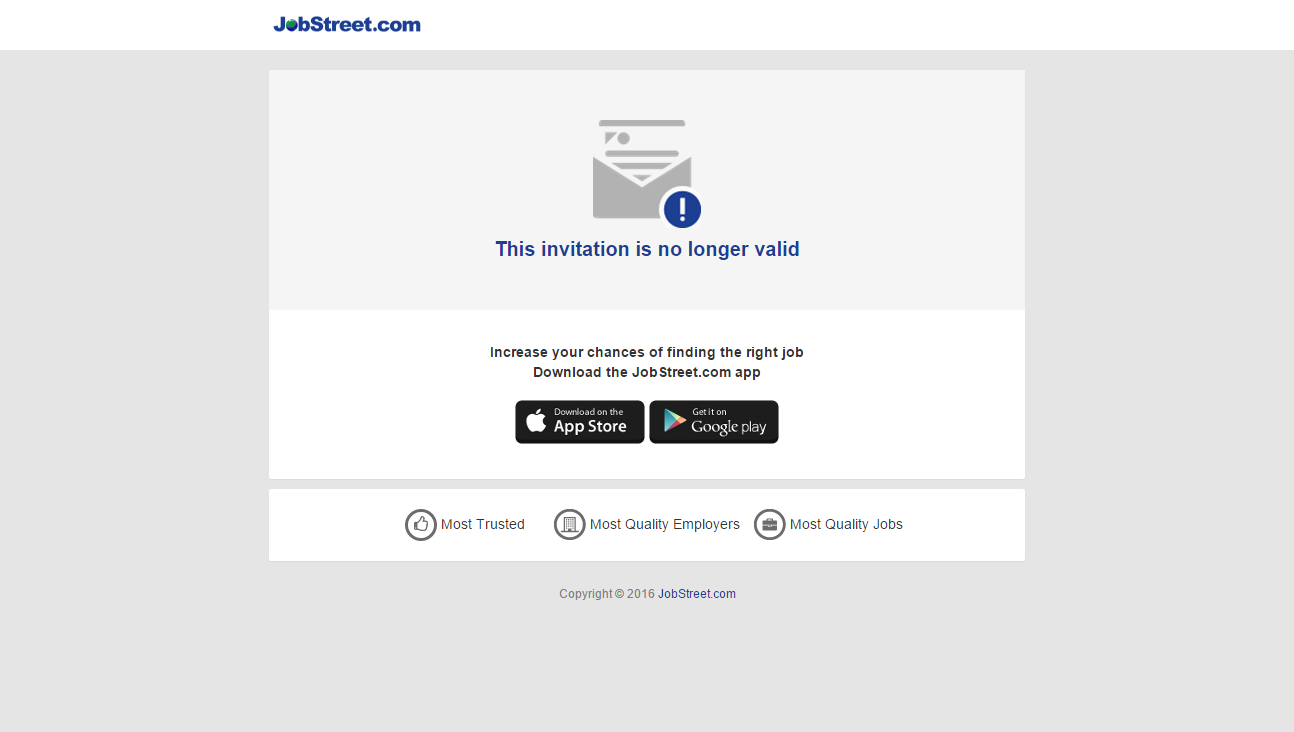 JobStreet.com
This invitation is no longer valid
Increase your chances of finding the right job
Download the JobStreet.com app
Download on the
App Store
Get it on
Google play
Most Trusted
Most Quality Employers
Most Quality Jobs
Copyright © 2016 JobStreet.com